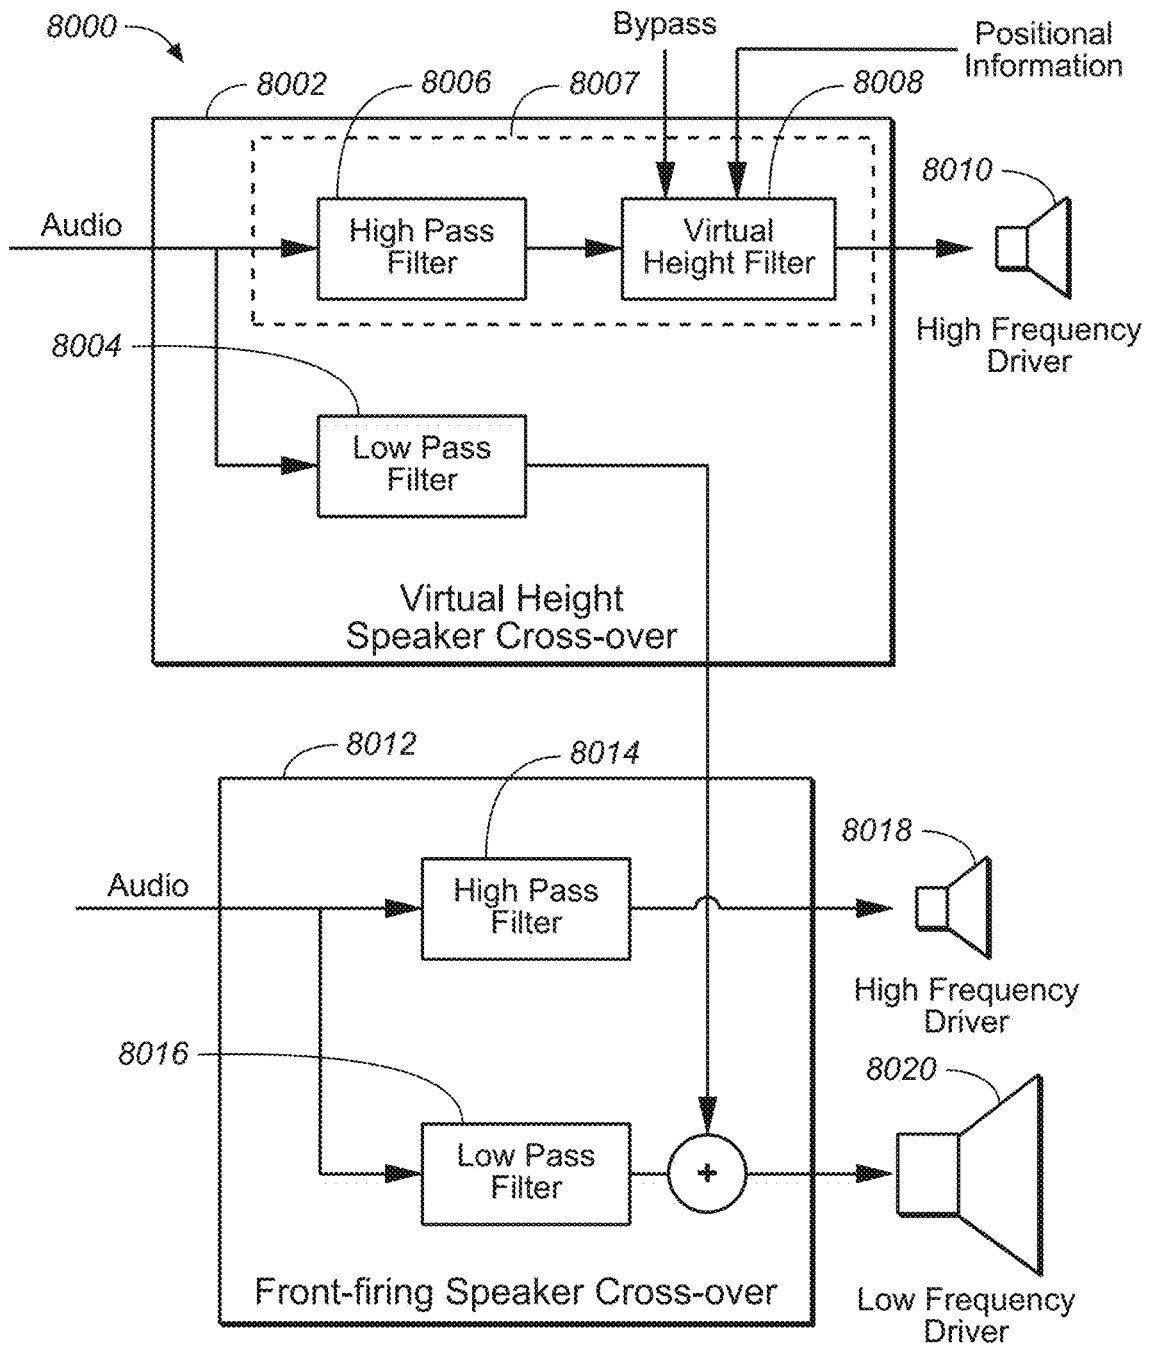 8000
Bypass
Positional
Information
8002
8006
8007
8008
8010
Audio
High Pass
Filter
Virtual
Height Filter
High Frequency
Driver
8004
Low Pass
Filter
Virtual Height
Speaker Cross-over
8012
8014
8018
Audio
High Pass
Filter
High Frequency
Driver
8016
8020
Low Pass
Filter
+
Front-firing Speaker Cross-over
Low Frequency
Driver